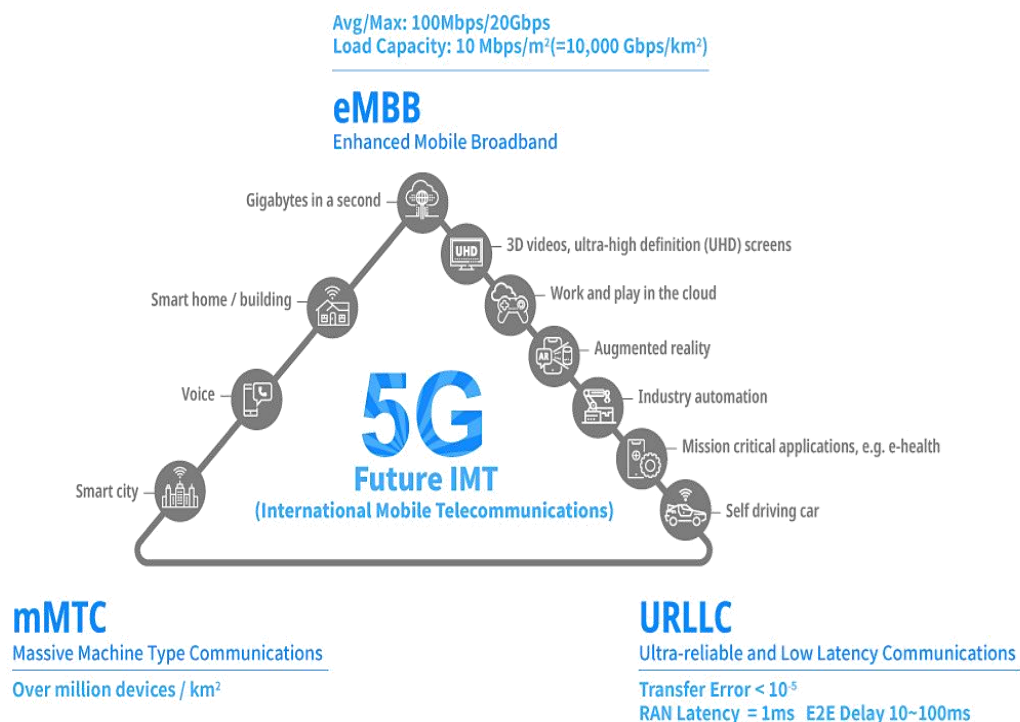 Avg/Max: 100Mbps/20Gbps
Load Capacity: 10 Mbps/m²(=10,000 Gbps/km²)
eMBB
Enhanced Mobile Broadband
Gigabytes in a second
UHD
3D videos, ultra-high definition (UHD) screens
Smart home / building
Work and play in the cloud
AR
Augmented reality
Voice
Industry automation
5G
Future IMT
(International Mobile Telecommunications)
Mission critical applications, e.g. e-health
Smart city
Self driving car
mMTC
Massive Machine Type Communications
Over million devices / km²
URLLC
Ultra-reliable and Low Latency Communications
Transfer Error < 10⁻⁵
RAN Latency = 1ms E2E Delay 10~100ms